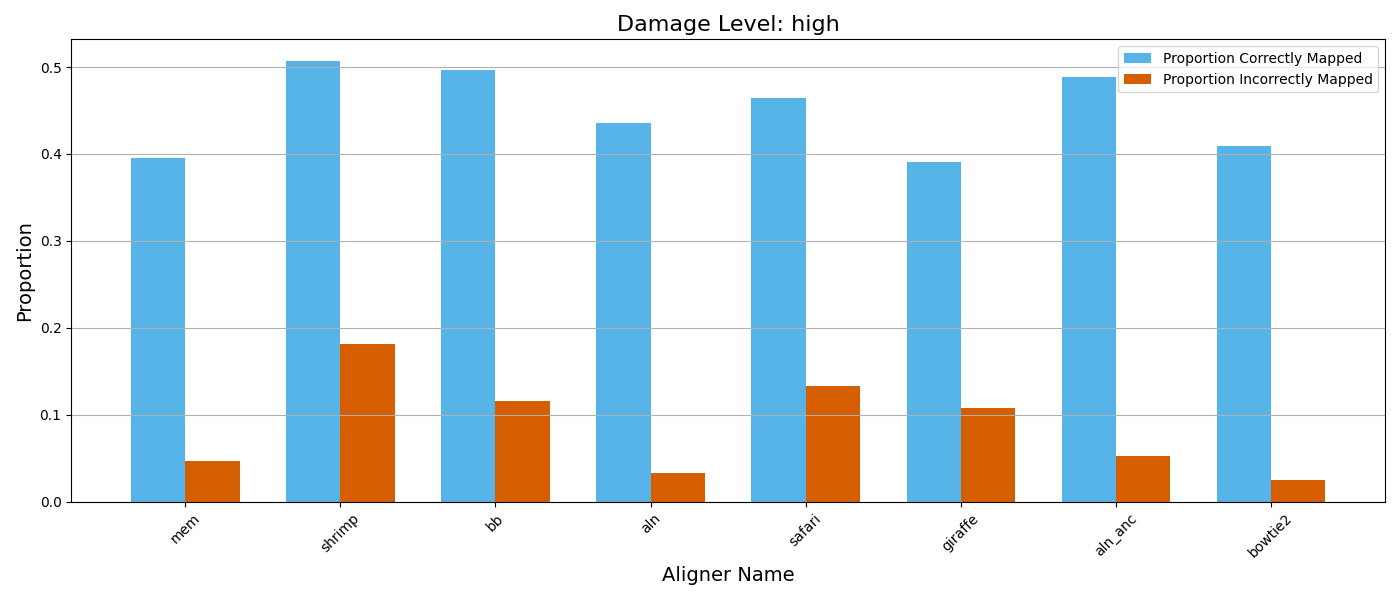 Damage Level: high
Proportion Correctly Mapped
Proportion Incorrectly Mapped
Proportion
0.5
0.4
0.3
0.2
0.1
0.0
mem
shrimp
bb
aln
safari
giraffe
aln_anc
bowtie2
Aligner Name